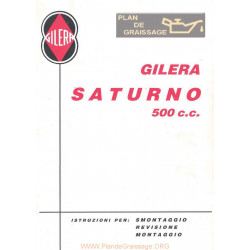 GILERA
PLAN
DE
GRAISSAGE
GILERA
SATURNO
500 c.c.
ISTRUZIONI PER: SMONTAGGIO
REVISIONE
MONTAGGIO
www.PlandeGraissage.ORG